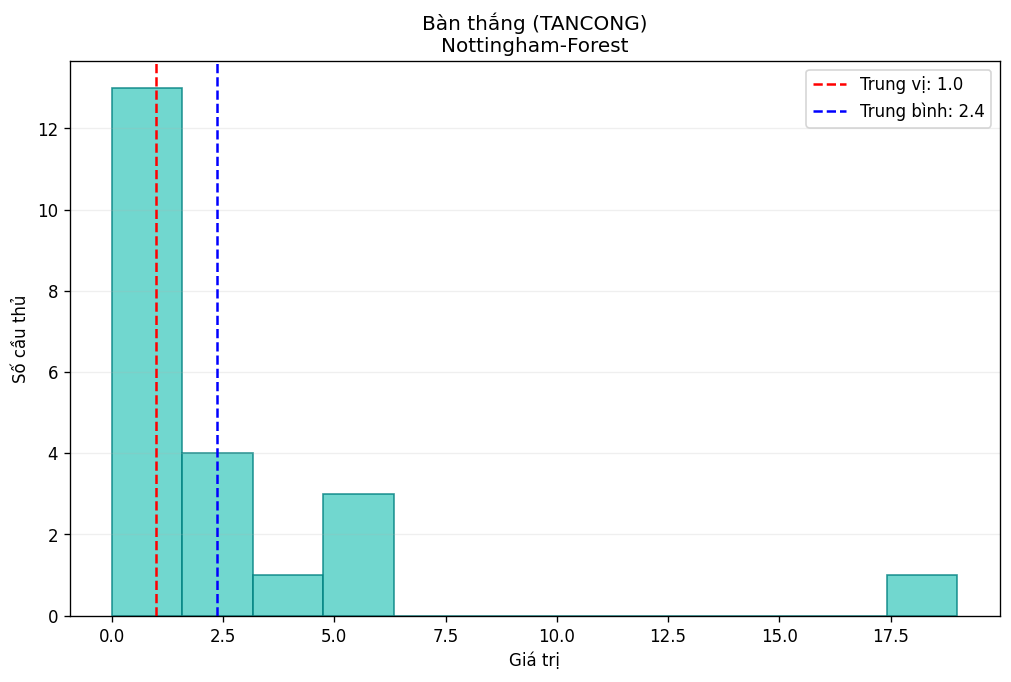 Bàn thắng (TANCONG)
Nottingham-Forest
Trung vị: 1.0
Trung bình: 2.4
12
10
8
6
4
2
0
Số cầu thủ
0.0 2.5 5.0 7.5 10.0 12.5 15.0 17.5
Giá trị